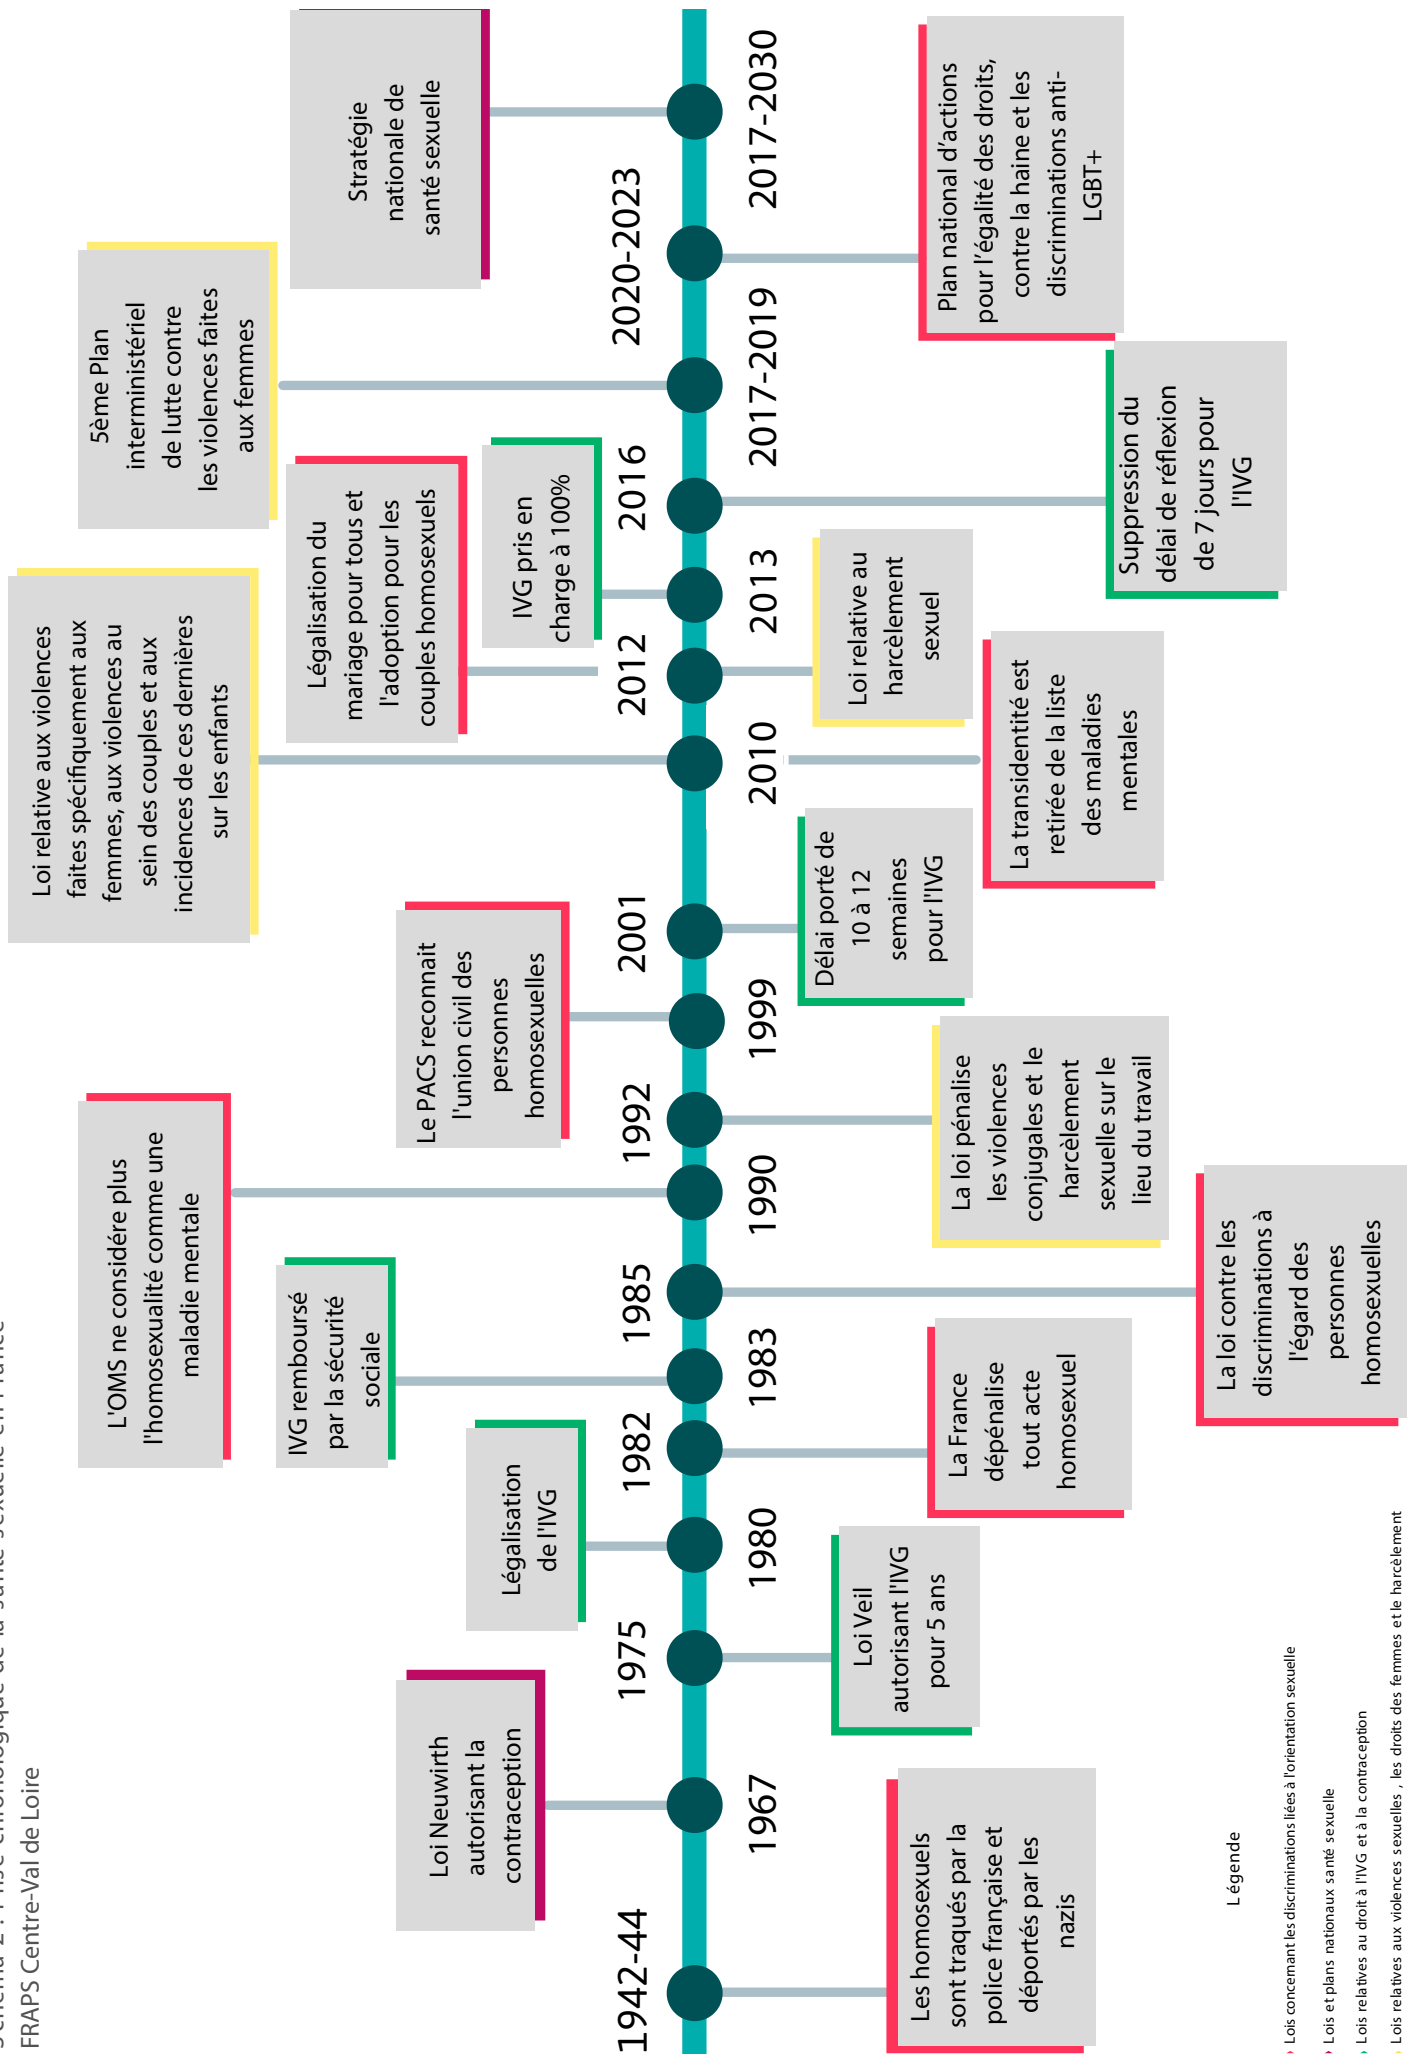 Schéma 2 : Frise chronologique de la santé sexuelle en France
FRAPS Centre-Val de Loire
Loi relative aux violences
faites spécifiquement aux
femmes, aux violences au
sein des couples et aux
incidences de ces dernières
sur les enfants
5ème Plan
interministériel
de lutte contre
les violences faites
aux femmes
L'OMS ne considére plus
l'homosexualité comme une
maladie mentale
IVG remboursé
par la sécurité
sociale
Légalisation du
mariage pour tous et
l'adoption pour les
couples homosexuels
Stratégie
nationale de
santé sexuelle
Loi Neuwirth
autorisant la
contraception
Légalisation
de l'IVG
Le PACS reconnait
l'union civil des
personnes
homosexuelles
IVG pris en
charge à 100%
1942-44
1975
1982
1985
1992
2001
2012
2016
2020-2023
1967
1980
1983
1990
1999
2010
2013
2017-2019
2017-2030
Les homosexuels
sont traqués par la
police française et
déportés par les
nazis
Loi Veil
autorisant l'IVG
pour 5 ans
La France
dépénalise
tout acte
homosexuel
La loi contre les
discriminations à
l'égard des
personnes
homosexuelles
La loi pénalise
les violences
conjugales et le
harcèlement
sexuelle sur le
lieu du travail
Délai porté de
10 à 12
semaines
pour l'IVG
La transidentité est
retirée de la liste
des maladies
mentales
Loi relative au
harcèlement
sexuel
Suppression du
délai de réflexion
de 7 jours pour
l'IVG
Plan national d'actions
pour l'égalité des droits,
contre la haine et les
discriminations anti-
LGBT+
Légende
Lois concernant les discriminations liées à l'orientation sexuelle
Lois et plans nationaux santé sexuelle
Lois relatives au droit à l'IVG et à la contraception
Lois relatives aux violences sexuelles , les droits des femmes et le harcèlement